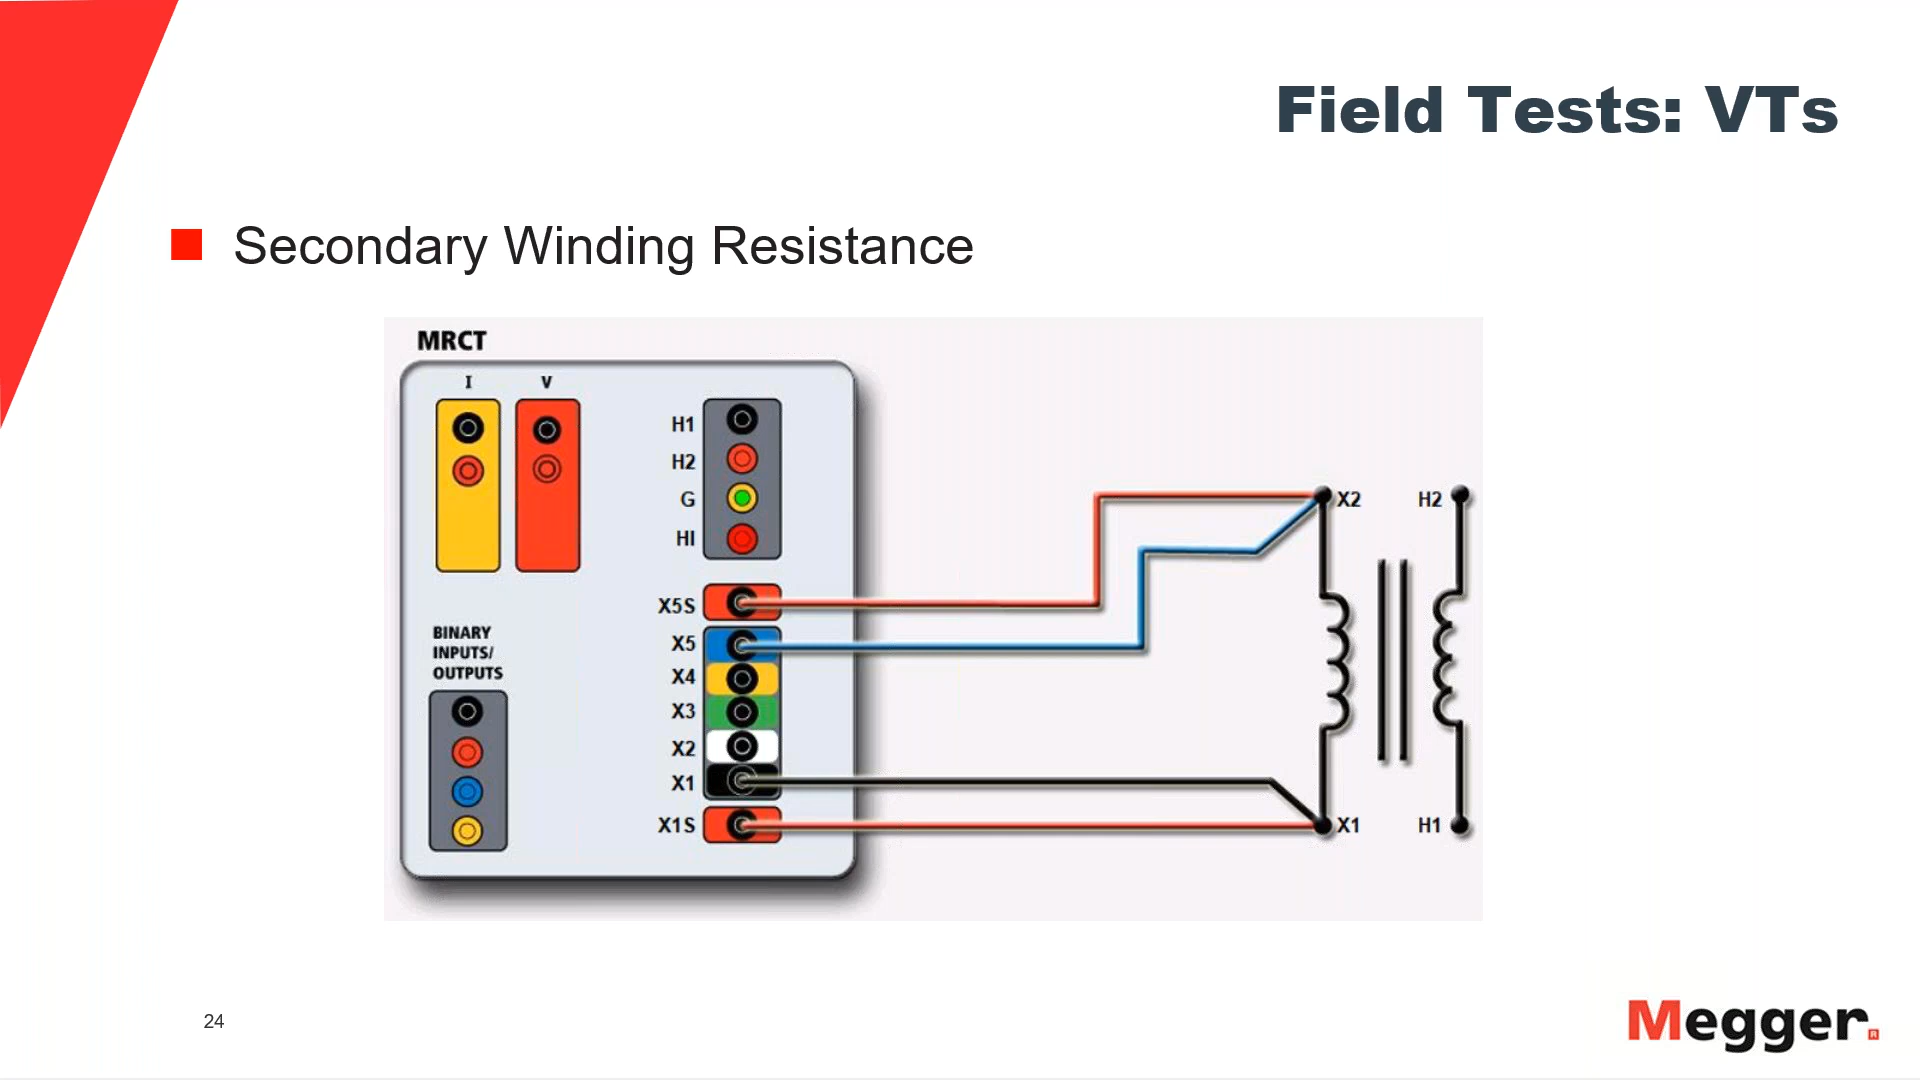 Field Tests: VTs
Secondary Winding Resistance
MRCT
I
V
H1
H2
G
HI
X5S
X5
X4
X3
X2
X1
X1S
BINARY
INPUTS/
OUTPUTS
X2
H2
X1
H1
24
Megger®